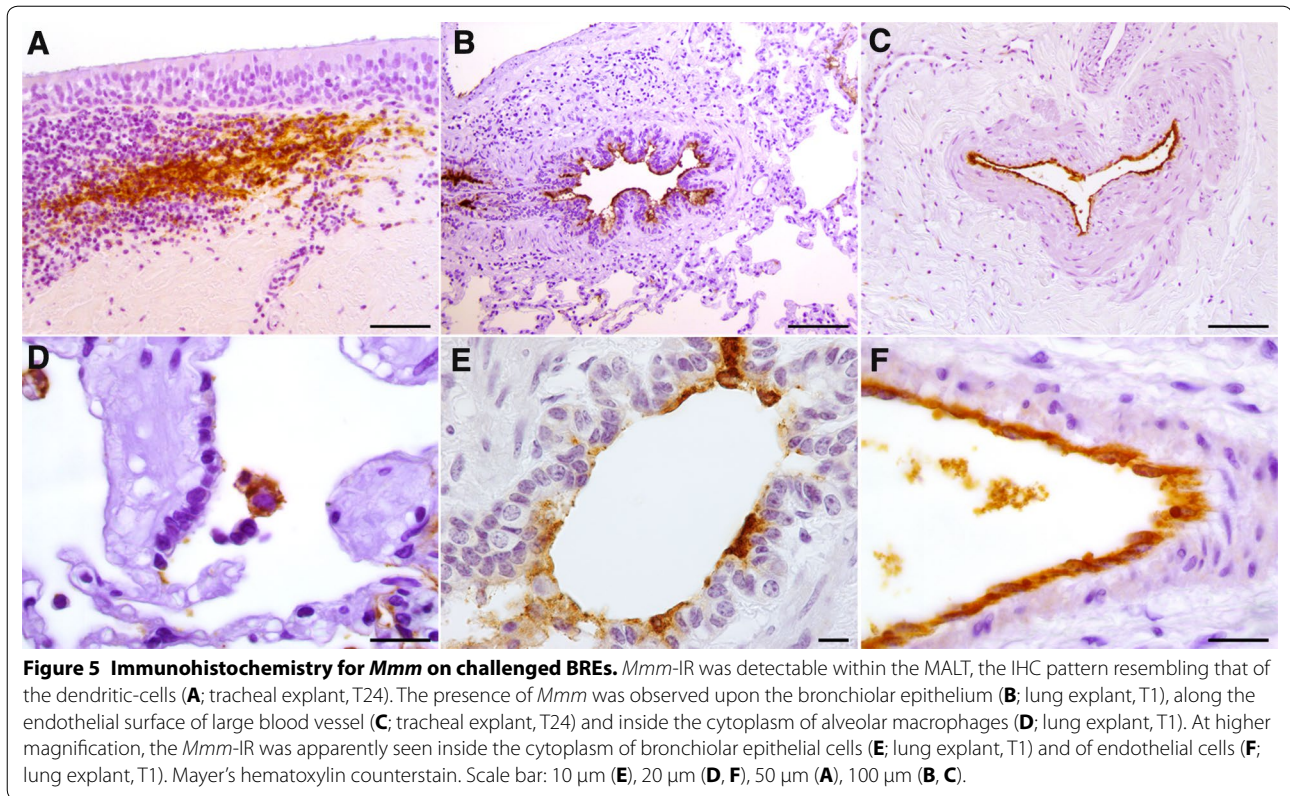 A
B
C
D
E
F
Figure 5 Immunohistochemistry for Mmm on challenged BREs. Mmm-IR was detectable within the MALT, the IHC pattern resembling that of
the dendritic-cells (A; tracheal explant, T24). The presence of Mmm was observed upon the bronchiolar epithelium (B; lung explant, T1), along the
endothelial surface of large blood vessel (C; tracheal explant, T24) and inside the cytoplasm of alveolar macrophages (D; lung explant, T1). At higher
magnification, the Mmm-IR was apparently seen inside the cytoplasm of bronchiolar epithelial cells (E; lung explant, T1) and of endothelial cells (F;
lung explant, T1). Mayer's hematoxylin counterstain. Scale bar: 10 µm (E), 20 µm (D, F), 50 µm (A), 100 µm (B, C).